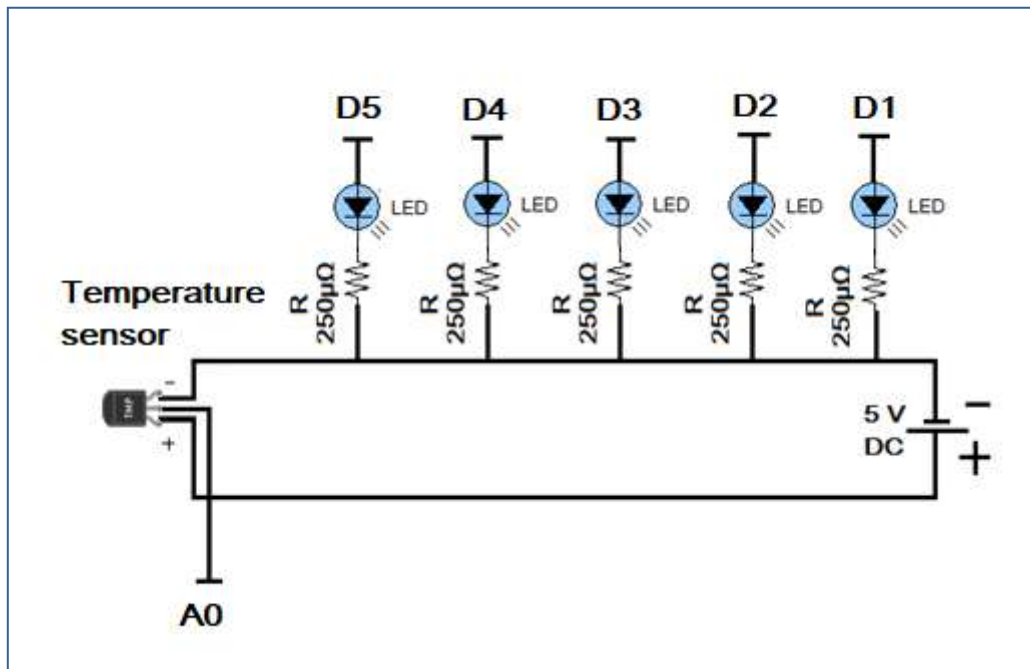 D5
D4
D3
D2
D1
LED
LED
LED
LED
LED
R
250μΩ
R
250μΩ
R
250μΩ
R
250μΩ
R
250μΩ
Temperature
sensor
-
TMP
+
5 V
DC
-
+
A0